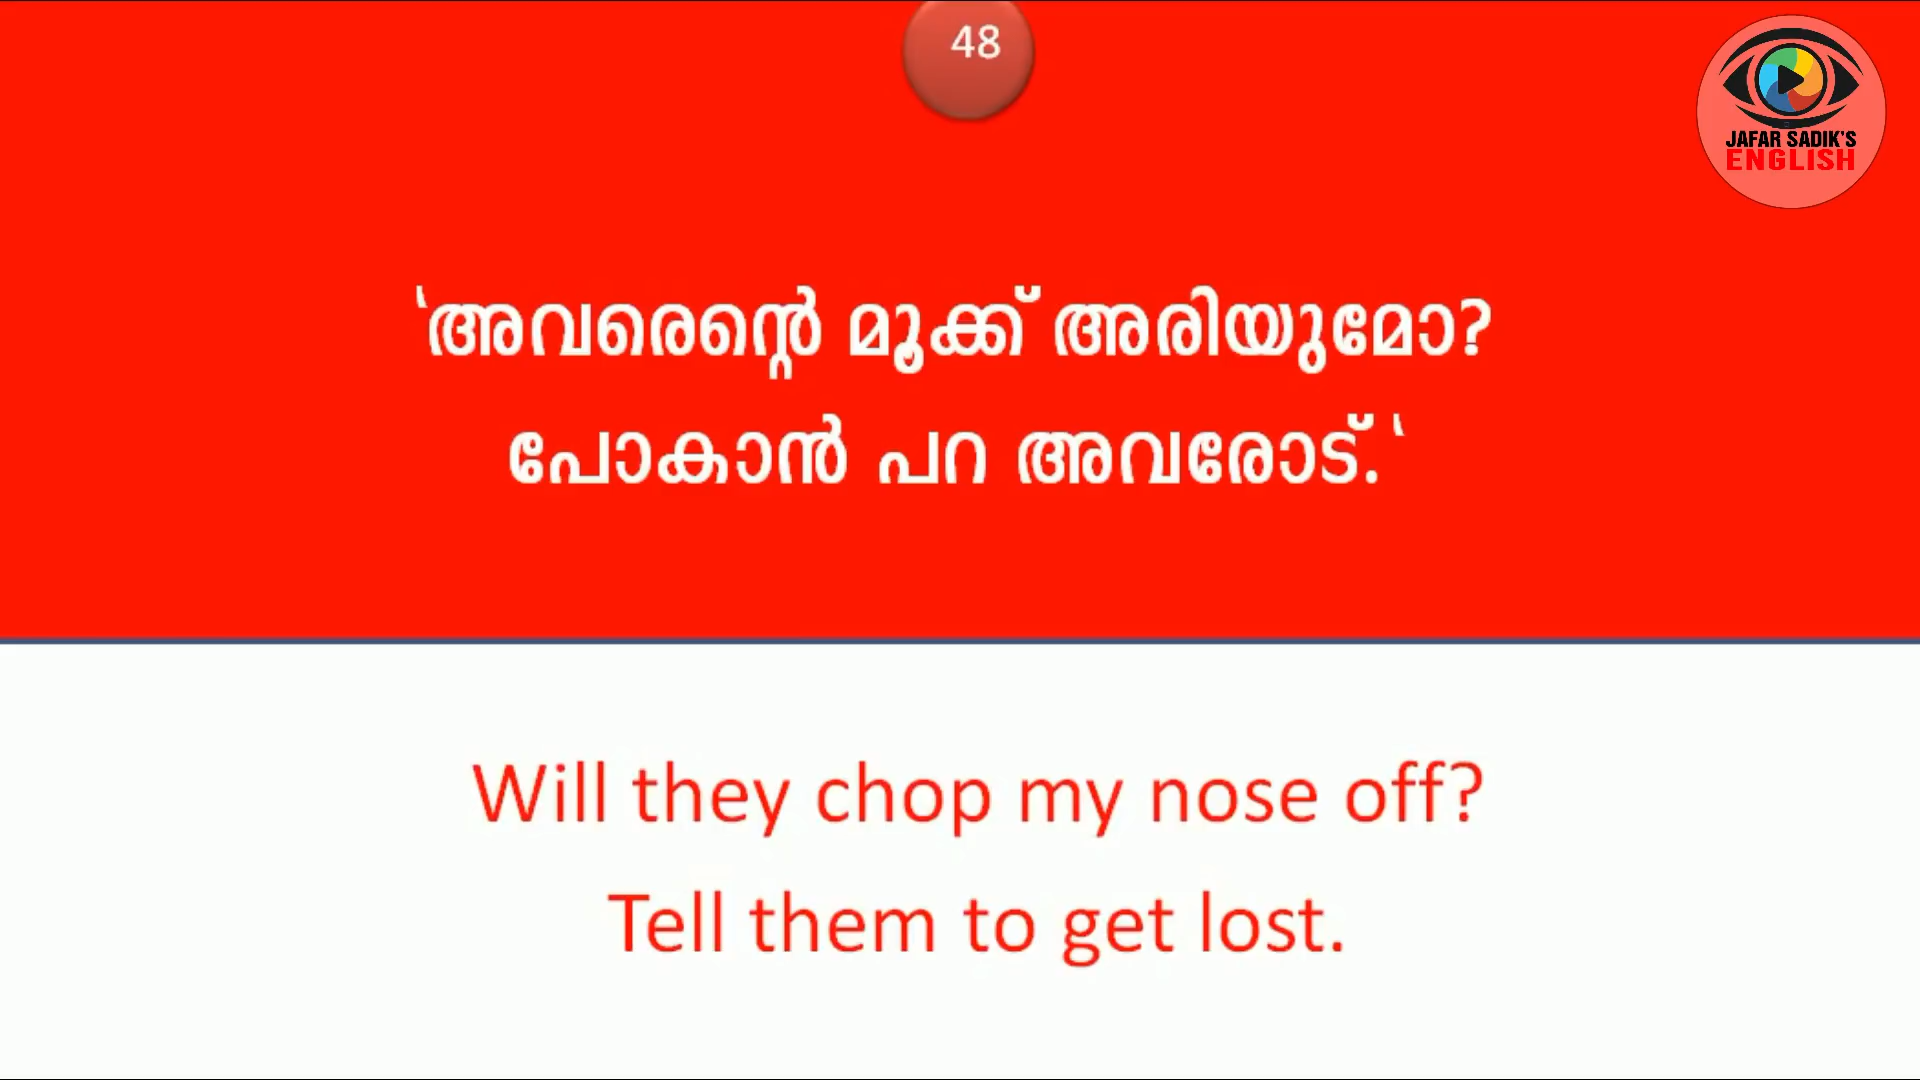 48
JAFAR SADIK'S
ENGLISH
‘അവരെന്റെ മൂക്ക് അരിയുമോ?
പോകാൻ പറ അവരോട്.‘
Will they chop my nose off?
Tell them to get lost.